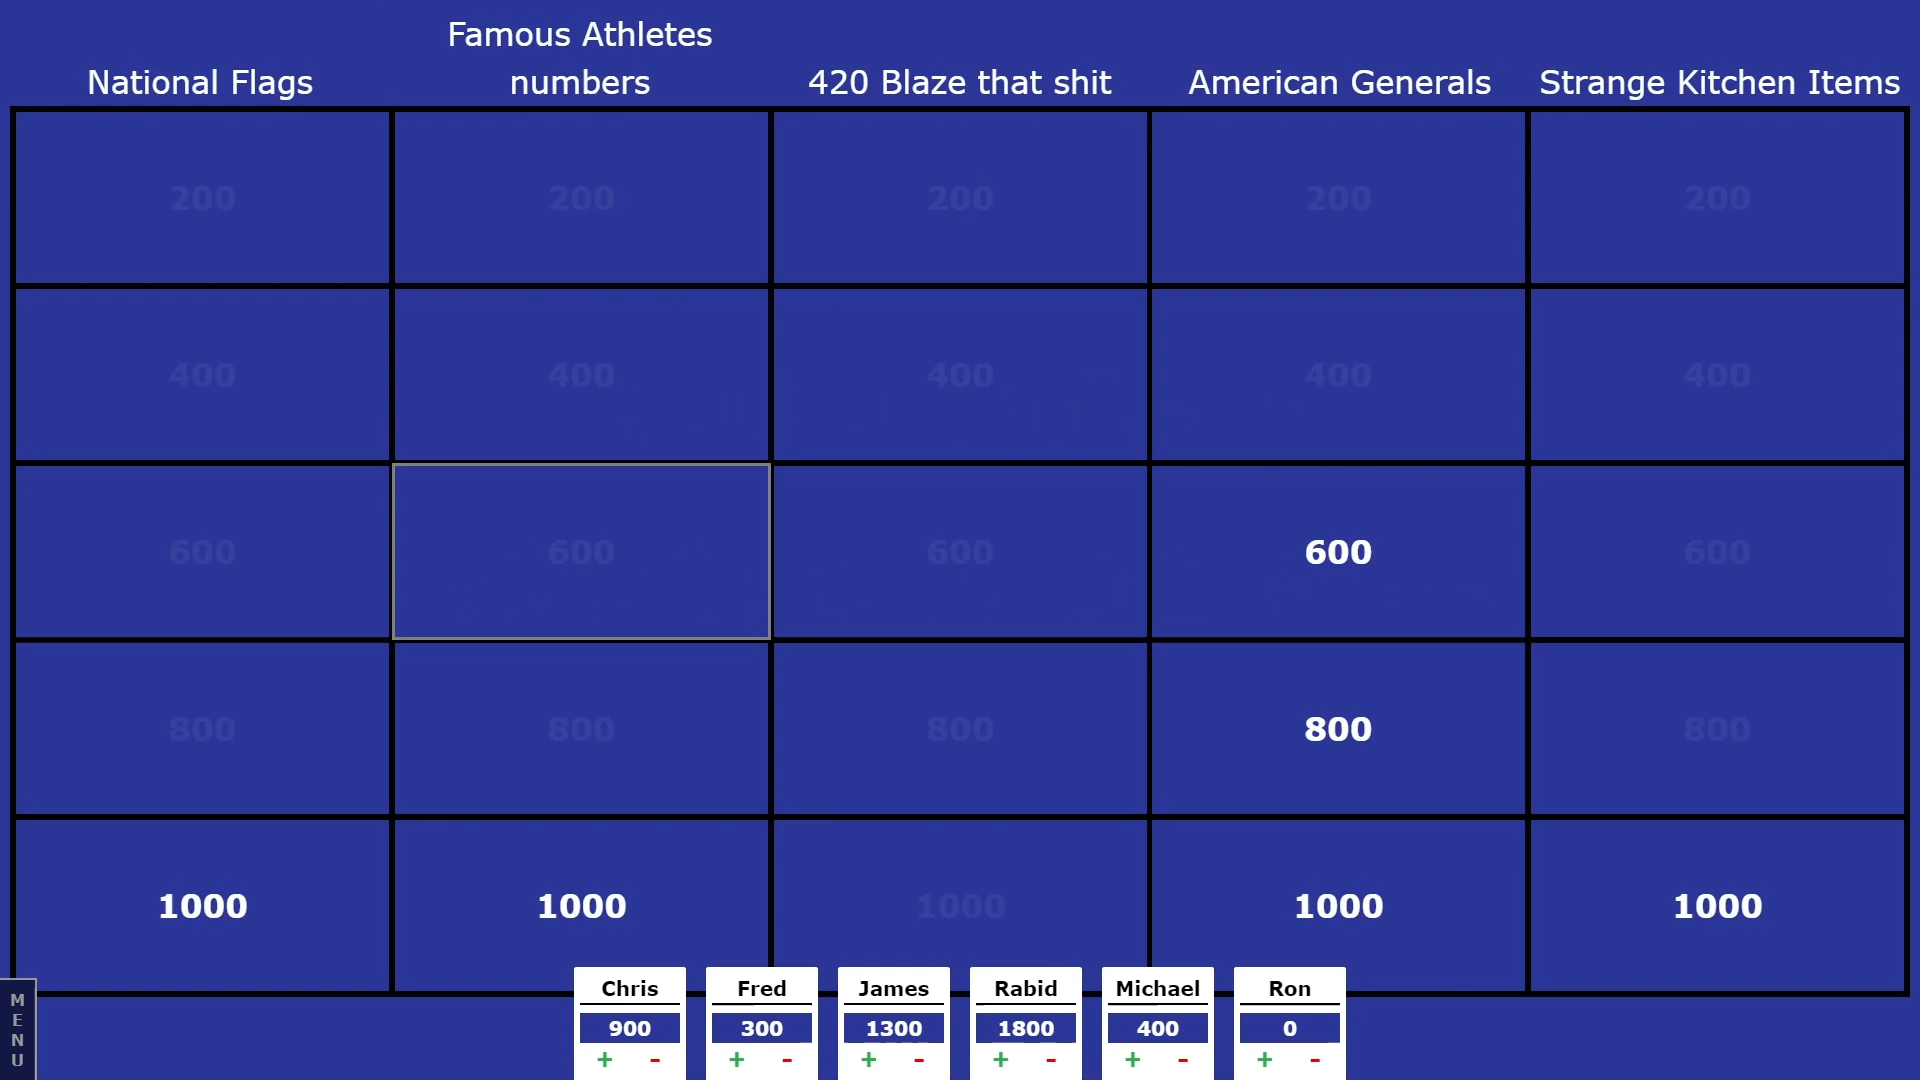 Famous Athletes
National Flags numbers 420 Blaze that shit American Generals Strange Kitchen Items
200 200 200 200 200
400 400 400 400 400
600 600 600 600 600
800 800 800 800 800
1000 1000 1000 1000 1000
MENU
Chris Fred James Rabid Michael Ron
900 300 1300 1800 400 0
+ - + - + - + - + - + -